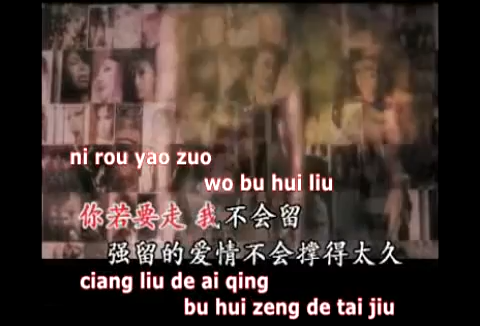 ni rou yao zuo
wo bu hui liu
你若要走 我不会留
强留的爱情不会撑得太久
ciang liu de ai qing
bu hui zeng de tai jiu